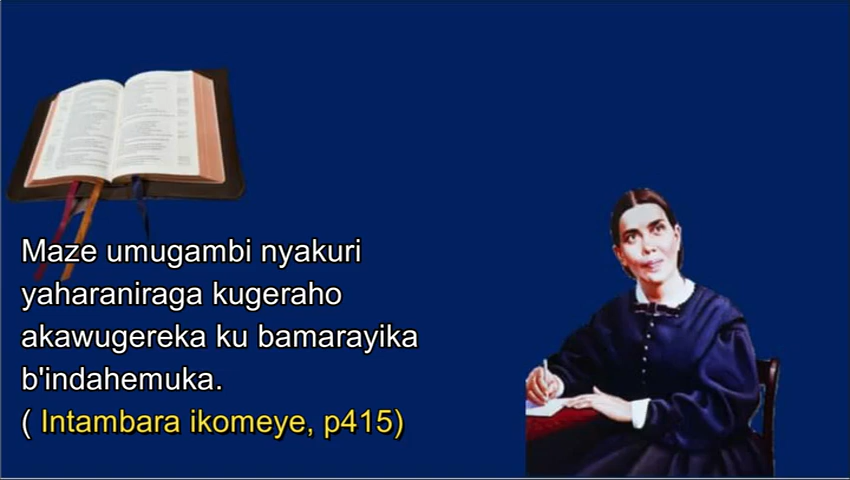 Maze umugambi nyakuri
yaharaniraga kugeraho
akawugereka ku bamarayika
b'indahemuka.
( Intambara ikomeye, p415)